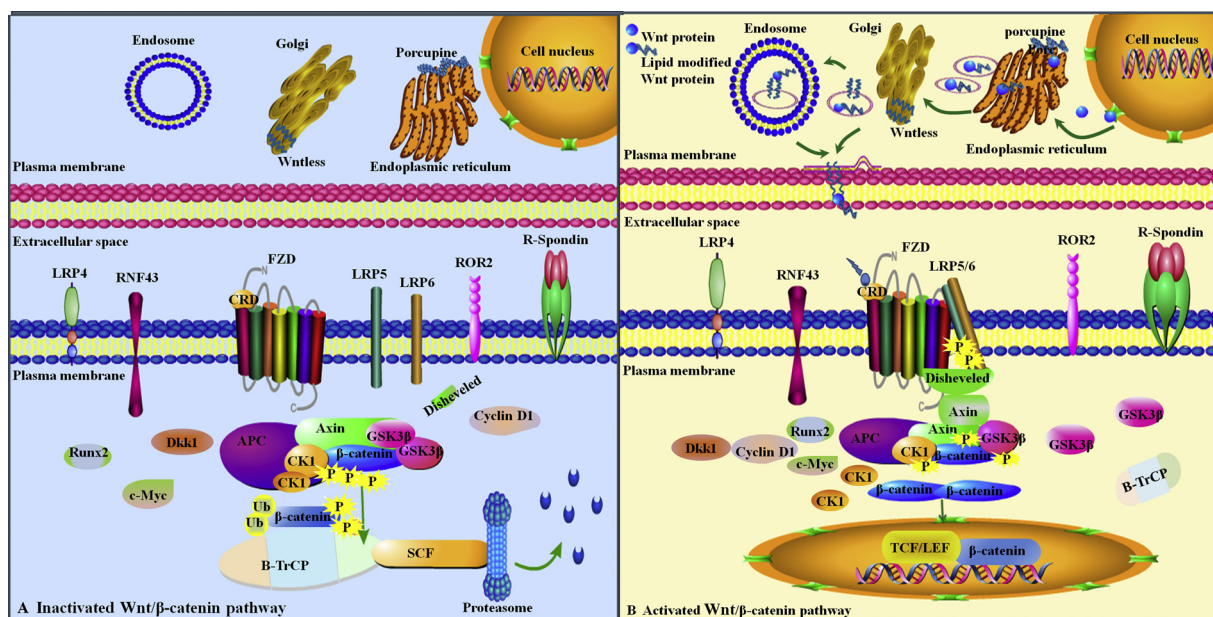 Endosome
Golgi
Porcupine
Cell nucleus
Wntless
Endoplasmic reticulum
Plasma membrane
Extracellular space
LRP4
RNF43
FZD
N
CRD
LRP5
LRP6
ROR2
R-Spondin
Plasma membrane
C
Disheveled
Cyclin D1
Runx2
Dkk1
c-Myc
APC
Axin
GSK3β
GSK3β
CK1
β-catenin
CK1
P
P
P
Ub
Ub
β-catenin
P
P
B-TrCP
SCF
Proteasome
A Inactivated Wnt/β-catenin pathway
Wnt protein
Lipid modified
Wnt protein
Endosome
Golgi
porcupine
Porc
Cell nucleus
Wntless
Endoplasmic reticulum
Plasma membrane
Extracellular space
LRP4
RNF43
FZD
N
CRD
LRP5/6
ROR2
R-Spondin
P
P
Plasma membrane
C
Disheveled
Axin
Axin
Dkk1
Cyclin D1
Runx2
c-Myc
APC
CK1
P
P
GSK3β
β-catenin
P
GSK3β
GSK3β
CK1
CK1
β-catenin
β-catenin
B-TrCP
TCF/LEF
β-catenin
B Activated Wnt/β-catenin pathway